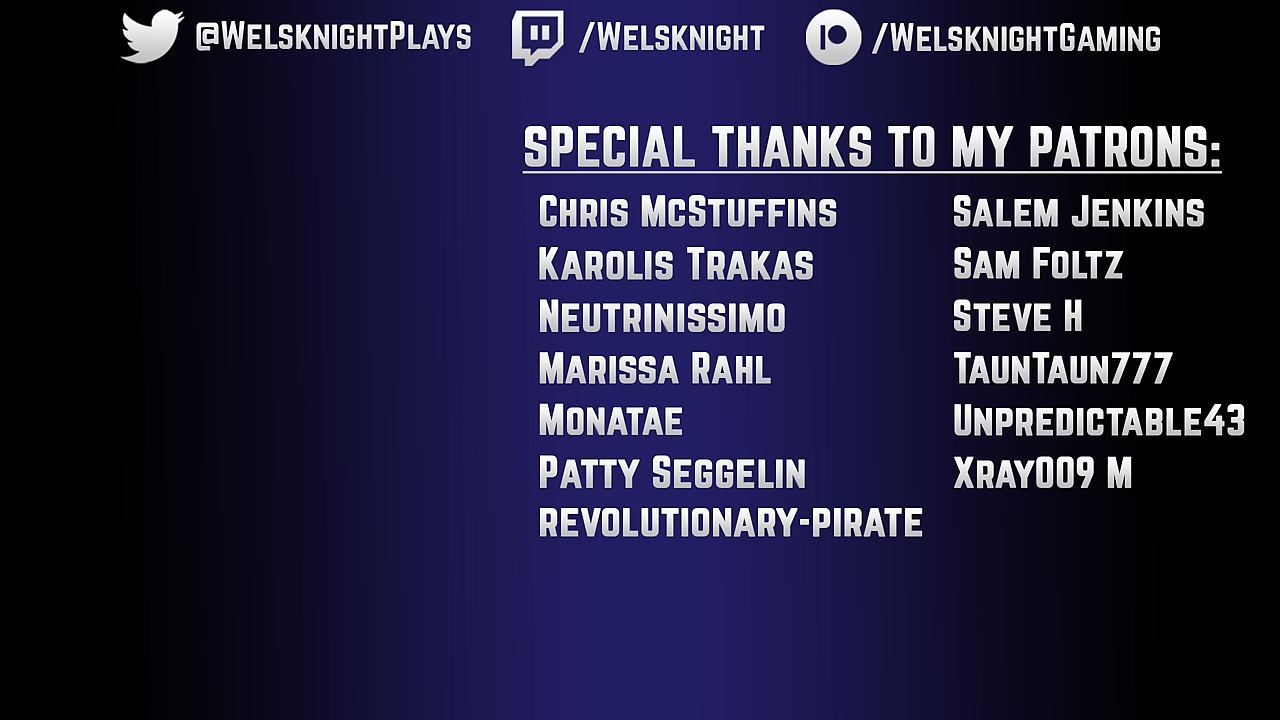 @WelsknightPlays
/Welsknight
/WelsknightGaming
SPECIAL THANKS TO MY PATRONS:
Chris McStuffins
Karolis Trakas
Neutrinissimo
Marissa Rahl
Monatae
Patty Seggelin
revolutionary-pirate
Salem Jenkins
Sam Foltz
Steve H
TaunTaun777
Unpredictable43
Xray009 M